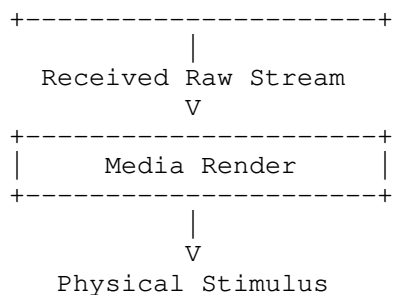 Received Raw Stream
V
Media Render
V
Physical Stimulus